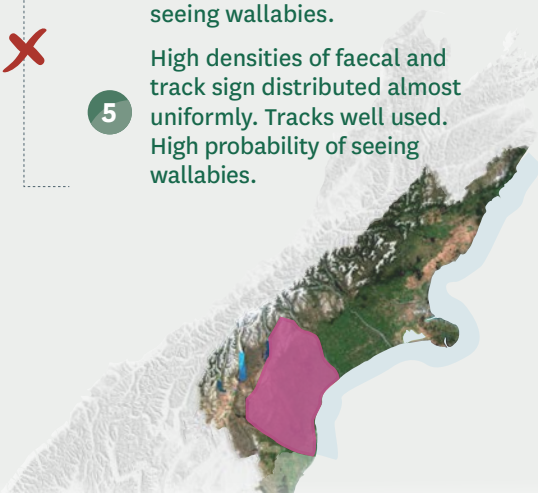 seeing wallabies.
5
High densities of faecal and
track sign distributed almost
uniformly. Tracks well used.
High probability of seeing
wallabies.